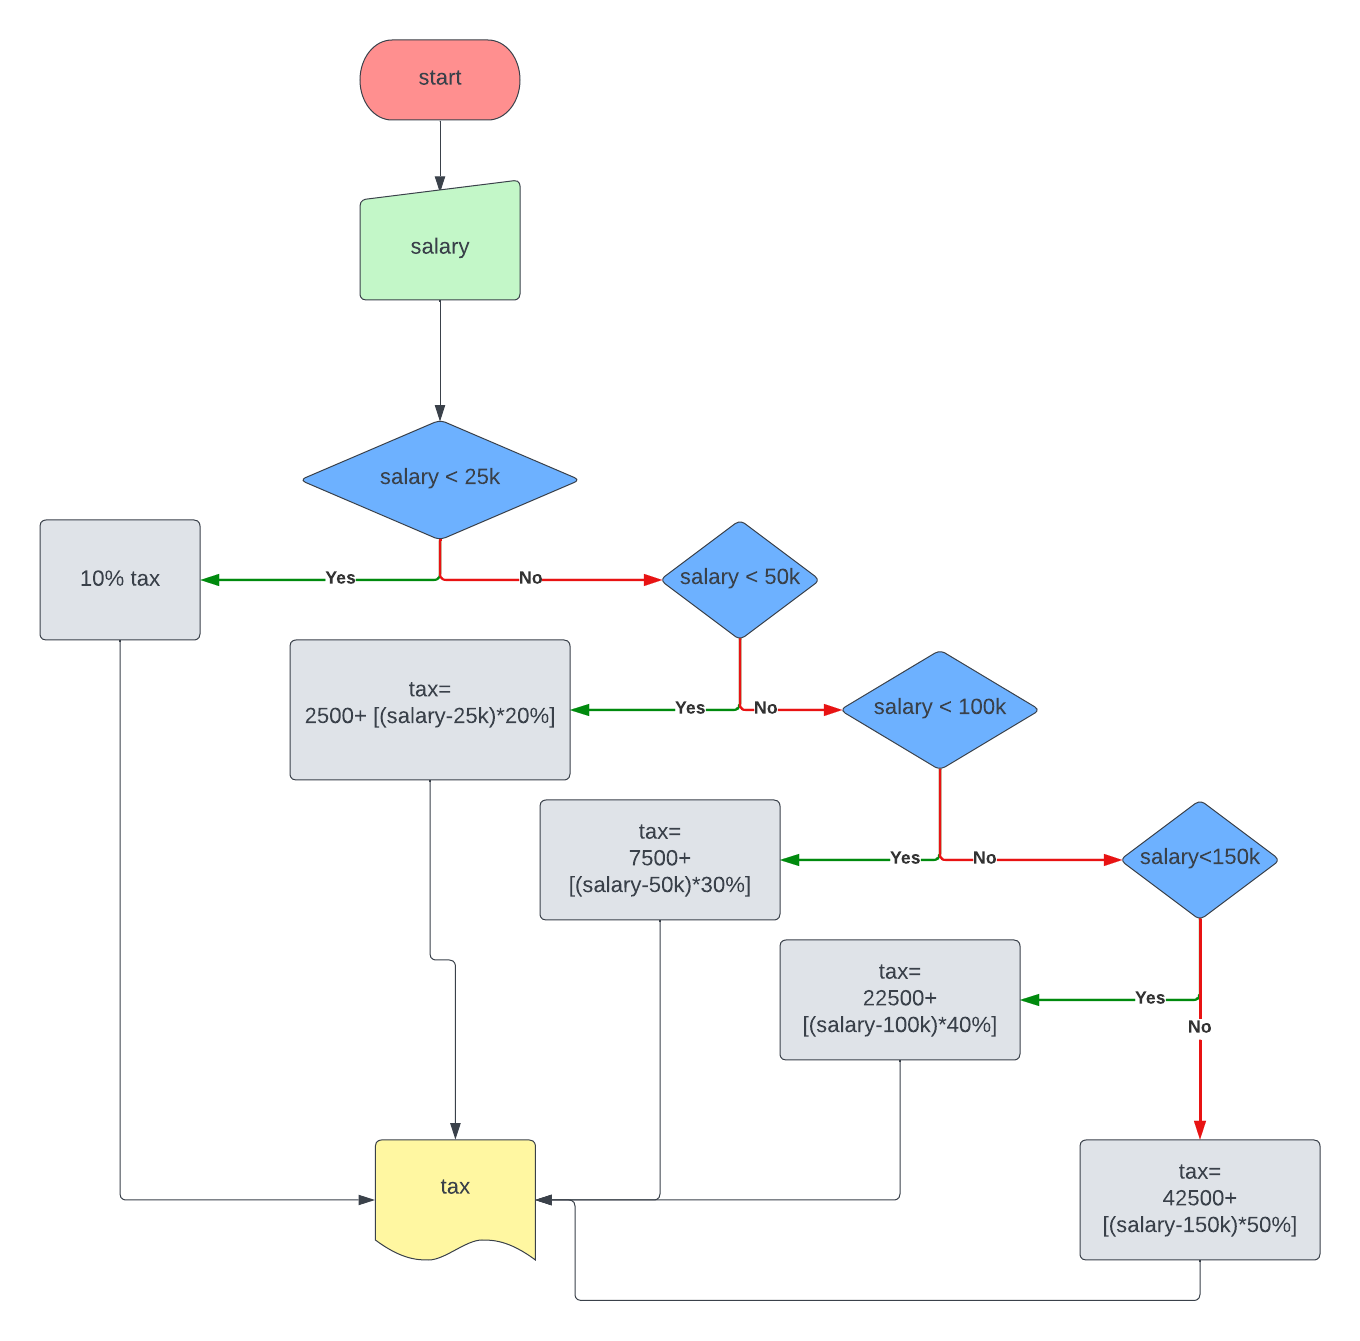 start
salary
salary < 25k
10% tax
Yes
No
salary < 50k
tax=
2500+ [(salary-25k)*20%]
Yes
No
salary < 100k
tax=
7500+
[(salary-50k)*30%]
Yes
No
salary<150k
tax=
22500+
[(salary-100k)*40%]
Yes
No
tax
tax=
42500+
[(salary-150k)*50%]